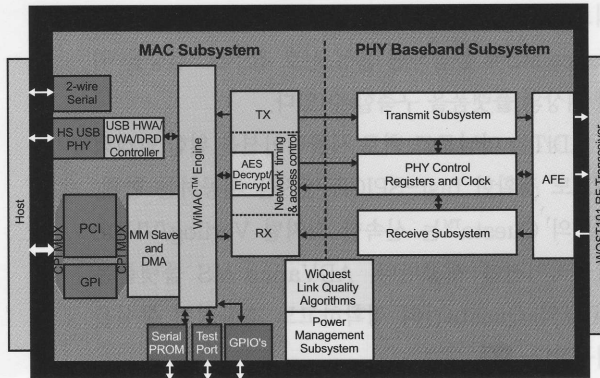 MAC Subsystem
PHY Baseband Subsystem
Host
2-wire
Serial
HS USB
PHY
USB HWA/
DWA/DRD
Controller
CP MUX
PCI
GPI
CP MUX
MM Slave
and
DMA
WiMAC™ Engine
TX
AES
Decrypt/
Encrypt
Network timing
& access control
RX
Transmit Subsystem
PHY Control
Registers and Clock
Receive Subsystem
AFE
WQST101 RF Transceiver
WiQuest
Link Quality
Algorithms
Power
Management
Subsystem
Serial
PROM
Test
Port
GPIO's